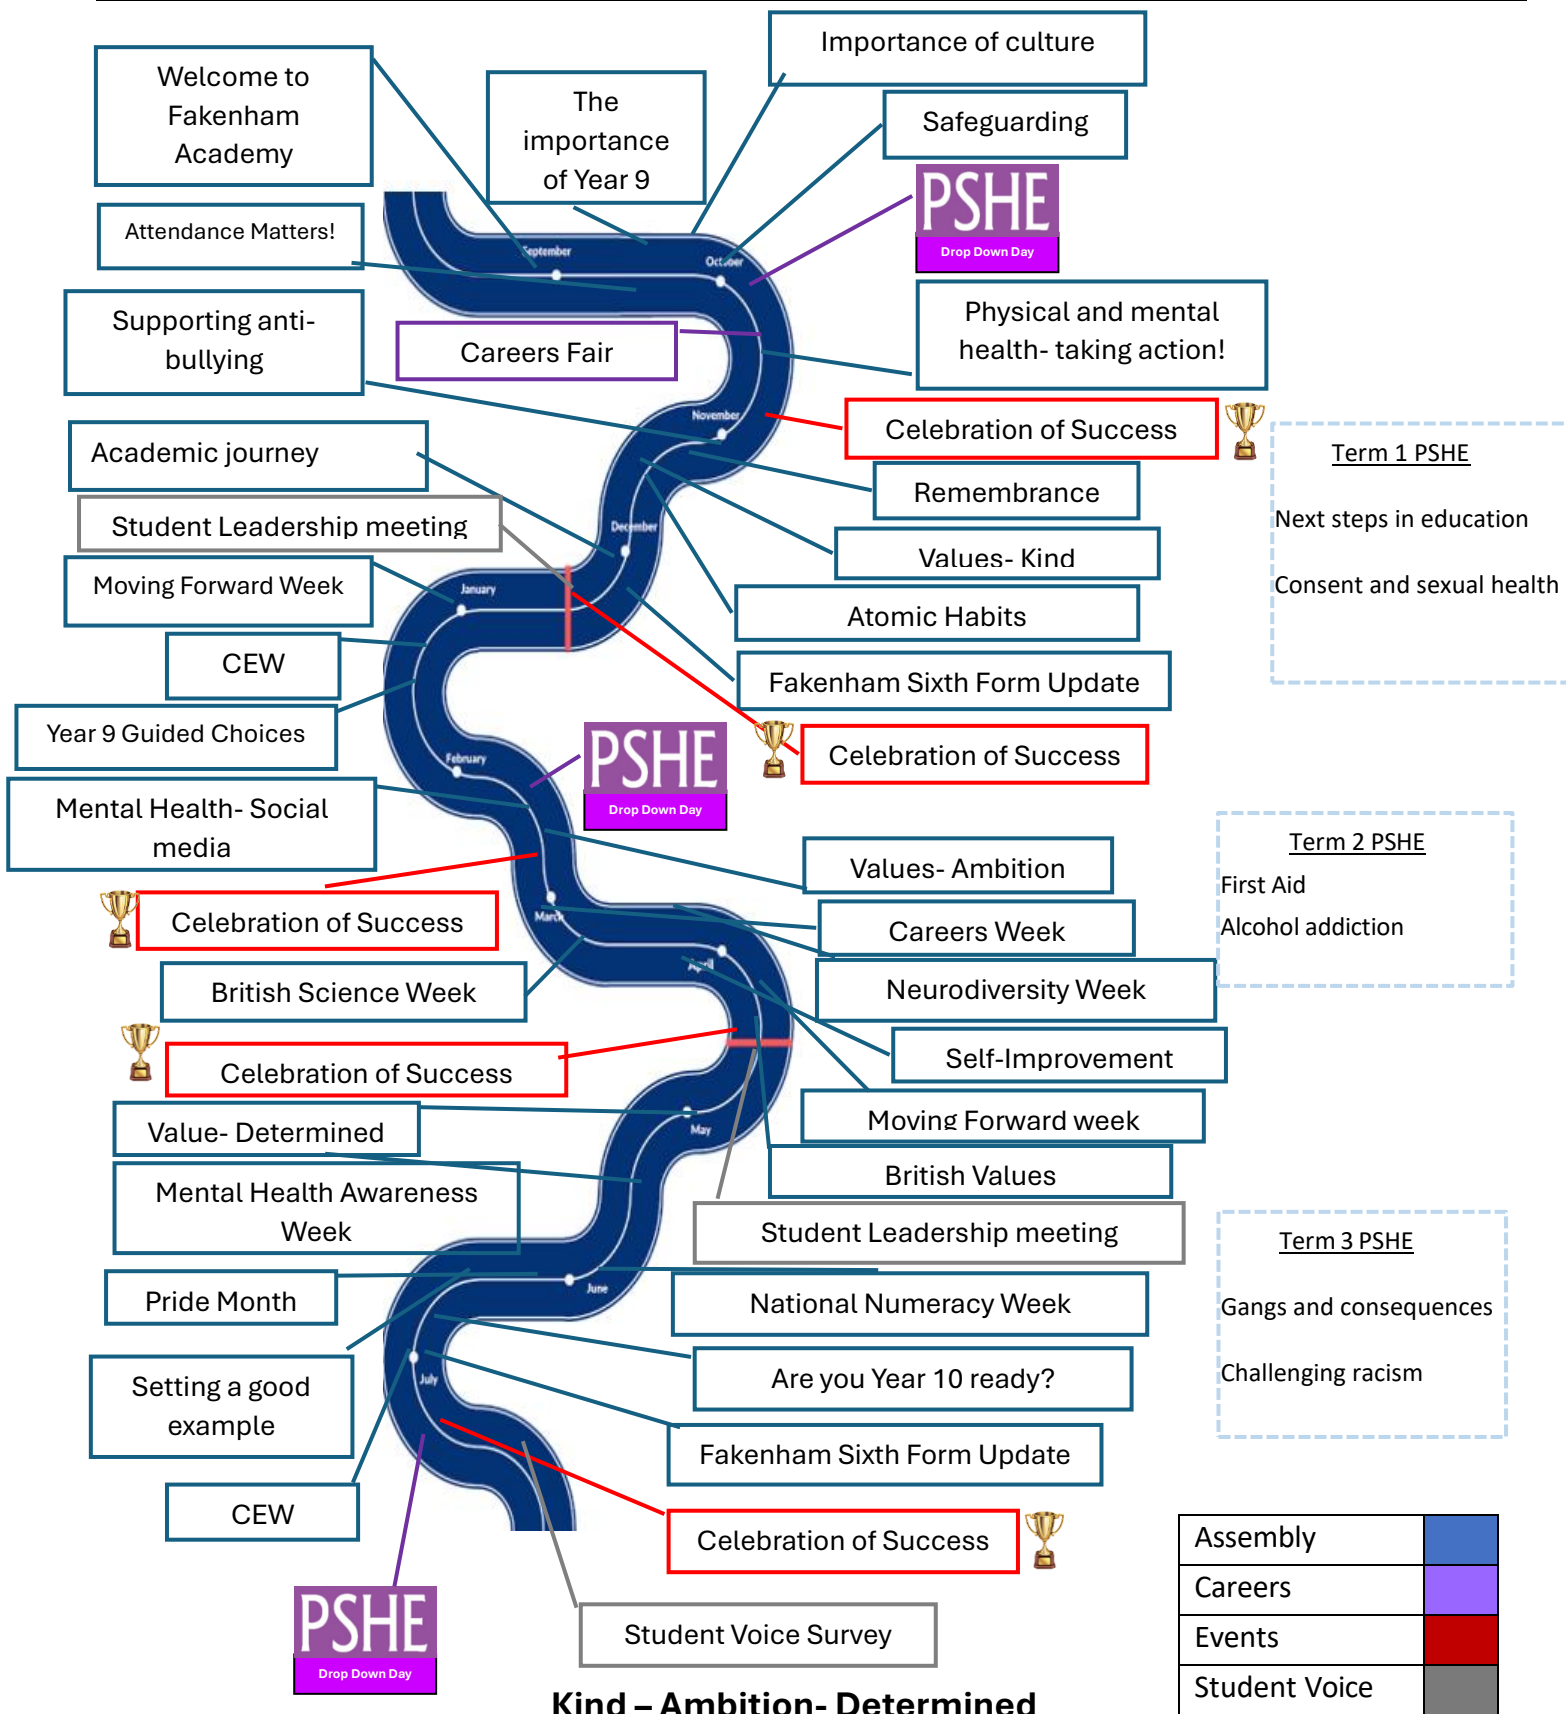 Importance of culture
Welcome to
Fakenham
Academy
The
importance
of Year 9
Safeguarding
PSHE
Drop Down Day
Attendance Matters!
September
October
Supporting anti-
bullying
Careers Fair
Physical and mental
health- taking action!
November
Celebration of Success
Academic journey
Remembrance
Student Leadership meeting
December
Values- Kind
Moving Forward Week
January
Atomic Habits
CEW
Fakenham Sixth Form Update
Year 9 Guided Choices
Celebration of Success
February
PSHE
Drop Down Day
Mental Health- Social
media
Values- Ambition
Celebration of Success
March
Careers Week
British Science Week
April
Neurodiversity Week
Self-Improvement
Celebration of Success
Moving Forward week
Value- Determined
May
British Values
Mental Health Awareness
Week
Student Leadership meeting
Pride Month
June
National Numeracy Week
Setting a good
example
July
Are you Year 10 ready?
Fakenham Sixth Form Update
CEW
Celebration of Success
PSHE
Drop Down Day
Student Voice Survey
Term 1 PSHE
Next steps in education
Consent and sexual health
Term 2 PSHE
First Aid
Alcohol addiction
Term 3 PSHE
Gangs and consequences
Challenging racism
Assembly
Careers
Events
Student Voice
Kind – Ambition- Determined